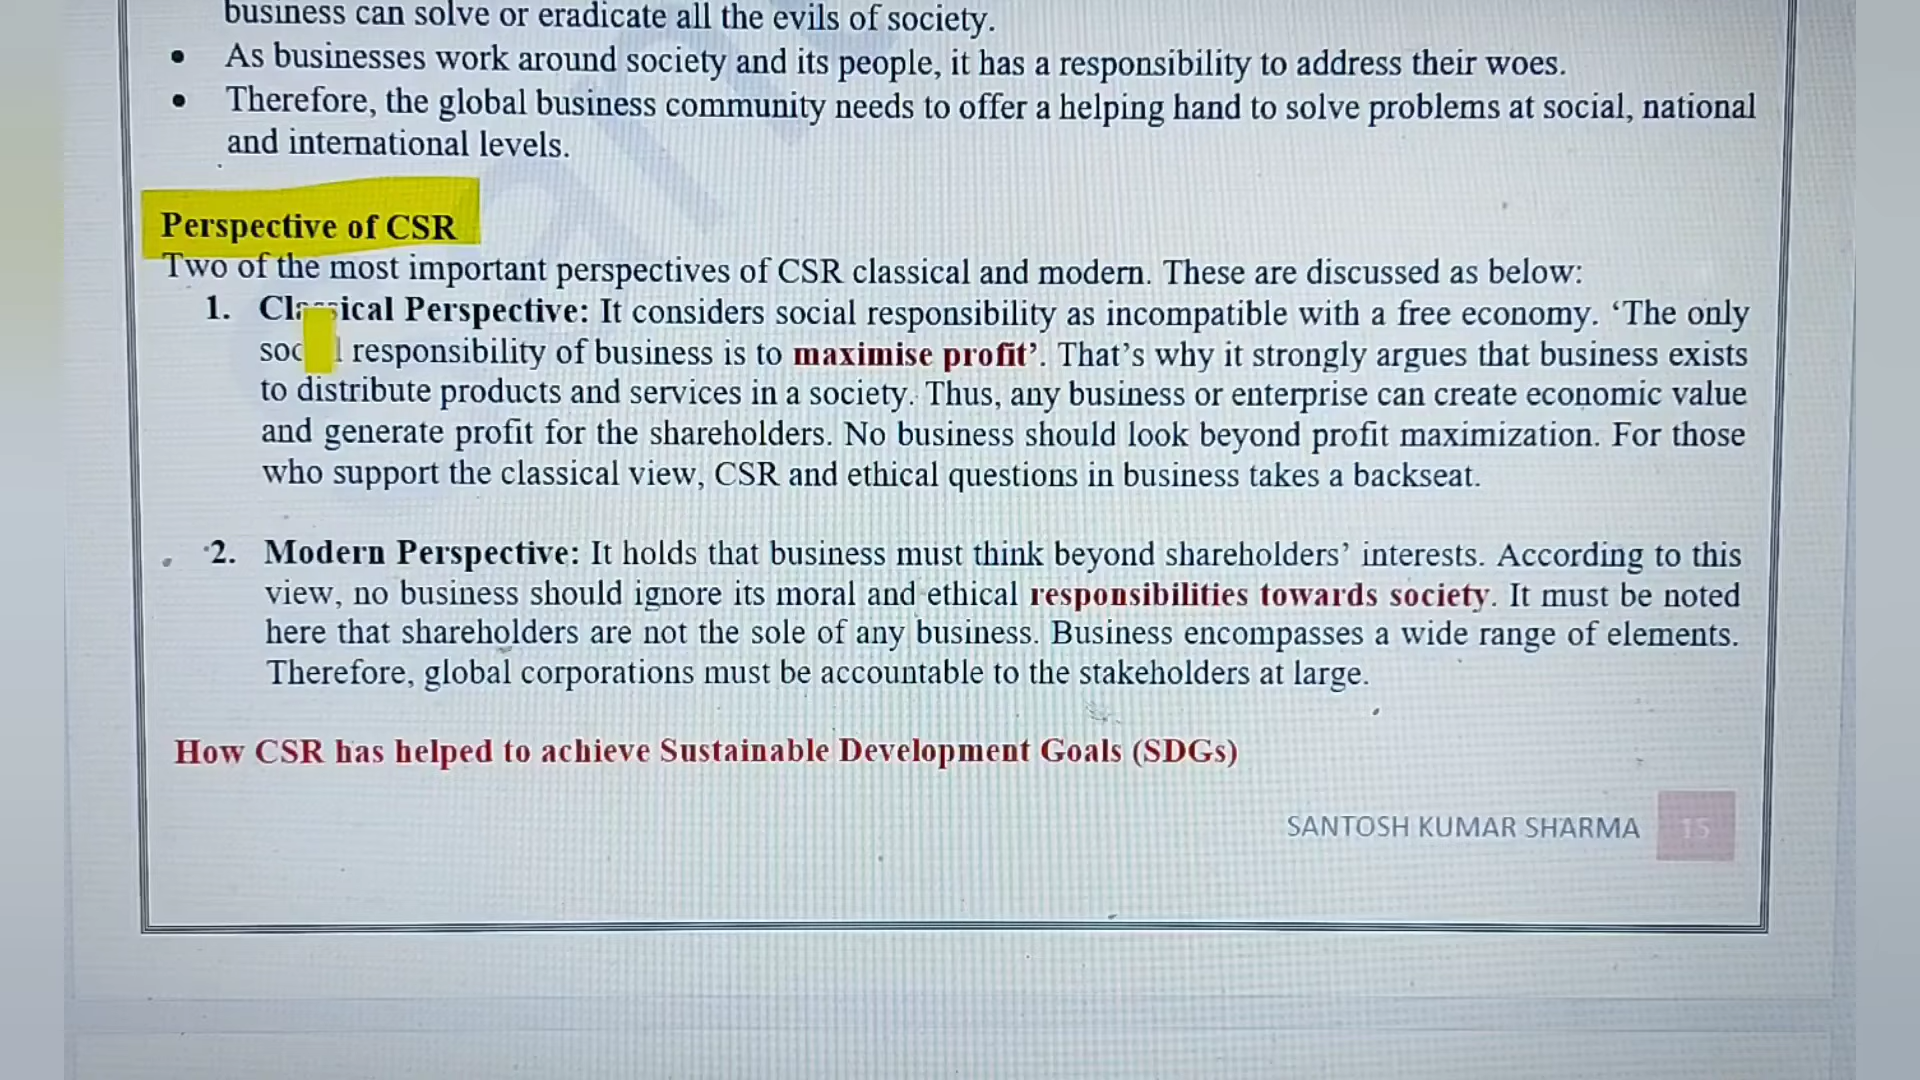 business can solve or eradicate all the evils of society.
• As businesses work around society and its people, it has a responsibility to address their woes.
• Therefore, the global business community needs to offer a helping hand to solve problems at social, national
and international levels.
Perspective of CSR
Two of the most important perspectives of CSR classical and modern. These are discussed as below:
1. Classical Perspective: It considers social responsibility as incompatible with a free economy. ‘The only
social responsibility of business is to maximise profit’. That’s why it strongly argues that business exists
to distribute products and services in a society. Thus, any business or enterprise can create economic value
and generate profit for the shareholders. No business should look beyond profit maximization. For those
who support the classical view, CSR and ethical questions in business takes a backseat.
2. Modern Perspective: It holds that business must think beyond shareholders’ interests. According to this
view, no business should ignore its moral and ethical responsibilities towards society. It must be noted
here that shareholders are not the sole of any business. Business encompasses a wide range of elements.
Therefore, global corporations must be accountable to the stakeholders at large.
How CSR has helped to achieve Sustainable Development Goals (SDGs)
SANTOSH KUMAR SHARMA 15